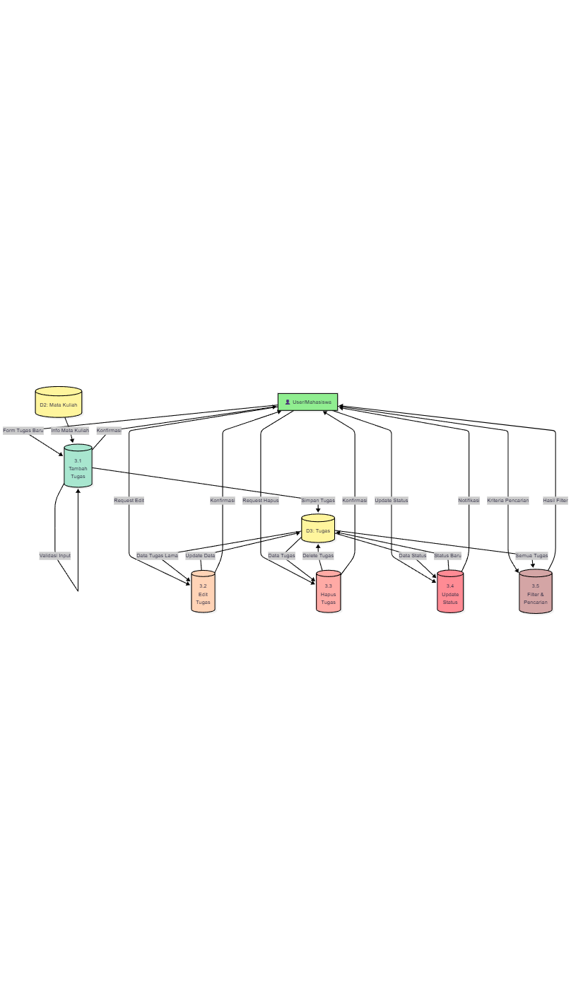 D2: Mata Kuliah
User/Mahasiswa
Form Tugas Baru
Info Mata Kuliah
Konfirmasi
3.1
Tambah
Tugas
Request Edit
Konfirmasi
Request Hapus
Simpan Tugas
Konfirmasi
Update Status
Notifikasi
Kriteria Pencarian
Hasil Filter
D3: Tugas
Validasi Input
Data Tugas Lama
Update Data
Data Tugas
Delete Tugas
Data Status
Status Baru
Semua Tugas
3.2
Edit
Tugas
3.3
Hapus
Tugas
3.4
Update
Status
3.5
Filter &
Pencarian